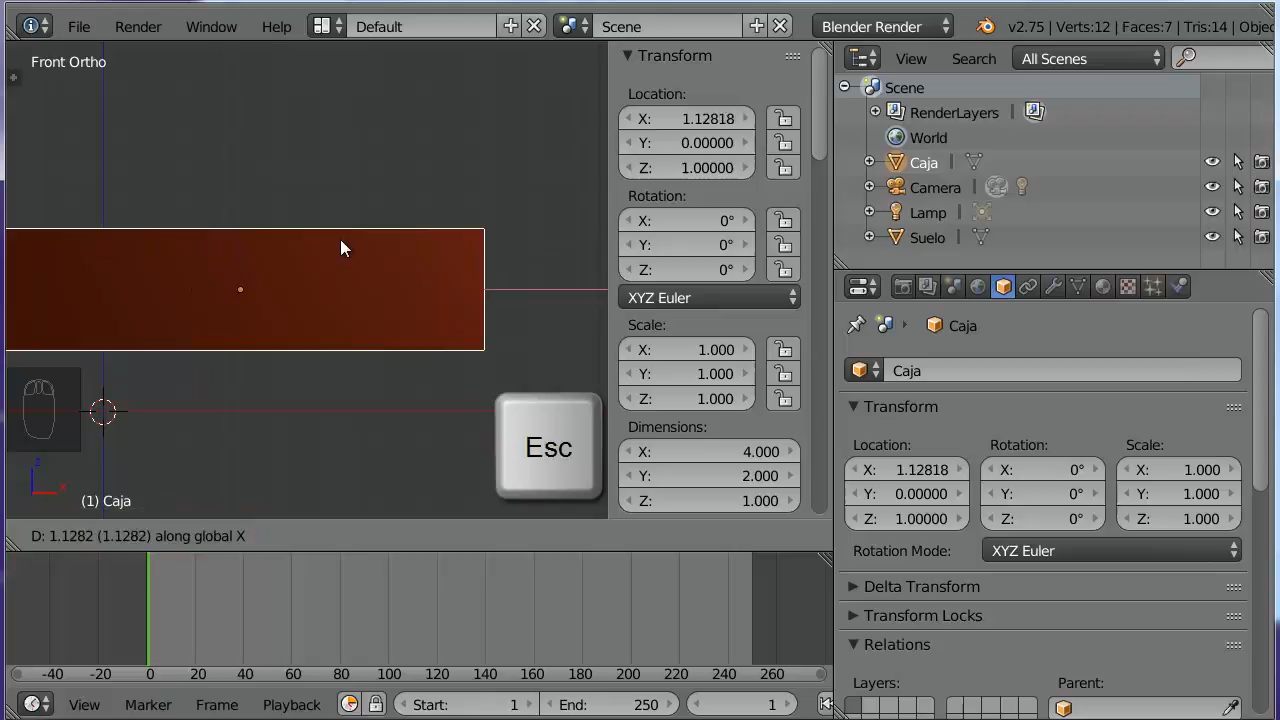 File Render Window Help Default Scene Blender Render v2.75 | Verts:12 | Faces:7 | Tris:14 | Objec
Front Ortho
Transform
Location:
X: 1.12818
Y: 0.00000
Z: 1.00000
Rotation:
X: 0°
Y: 0°
Z: 0°
XYZ Euler
Scale:
X: 1.000
Y: 1.000
Z: 1.000
Dimensions:
X: 4.000
Y: 2.000
Z: 1.000
Esc
z
x
(1) Caja
D: 1.1282 (1.1282) along global X
-40 -20 0 20 40 60 80 100 120 140 160 180 200 220 240 260
View Marker Frame Playback Start: 1 End: 250 1
View Search All Scenes
Scene
RenderLayers
World
Caja
Camera
Lamp
Suelo
Caja
Caja
Transform
Location: Rotation: Scale:
X: 1.12818 X: 0° X: 1.000
Y: 0.00000 Y: 0° Y: 1.000
Z: 1.00000 Z: 0° Z: 1.000
Rotation Mode: XYZ Euler
Delta Transform
Transform Locks
Relations
Layers: Parent: